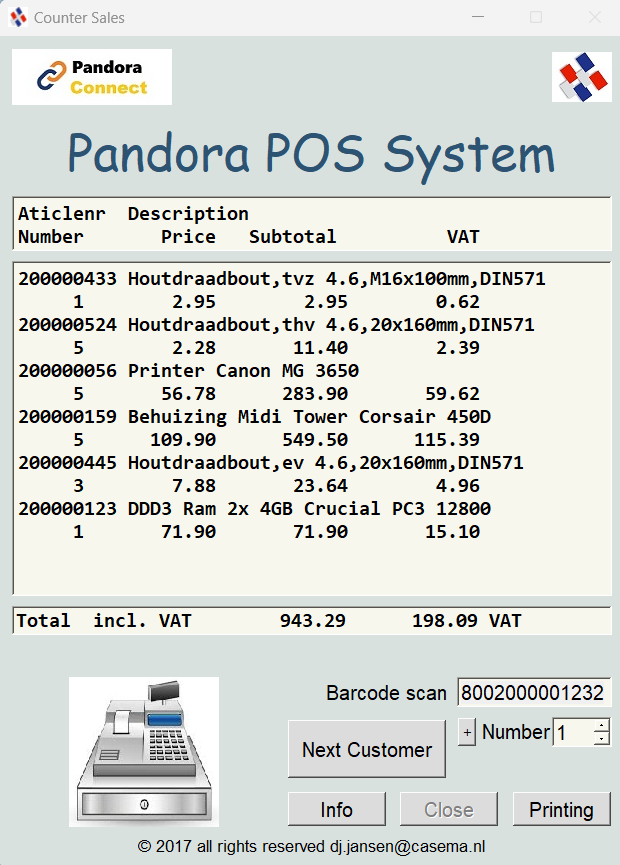 Counter Sales
Pandora
Connect
Pandora POS System
Aticlenr Description
Number Price Subtotal VAT
200000433 Houtdraadbout,tvz 4.6,M16x100mm,DIN571
1 2.95 2.95 0.62
200000524 Houtdraadbout,thv 4.6,20x160mm,DIN571
5 2.28 11.40 2.39
200000056 Printer Canon MG 3650
5 56.78 283.90 59.62
200000159 Behuizing Midi Tower Corsair 450D
5 109.90 549.50 115.39
200000445 Houtdraadbout,ev 4.6,20x160mm,DIN571
3 7.88 23.64 4.96
200000123 DDD3 Ram 2x 4GB Crucial PC3 12800
1 71.90 71.90 15.10
Total incl. VAT 943.29 198.09 VAT
Barcode scan 8002000001232
Next Customer + Number 1
Info Close Printing
© 2017 all rights reserved dj.jansen@casema.nl